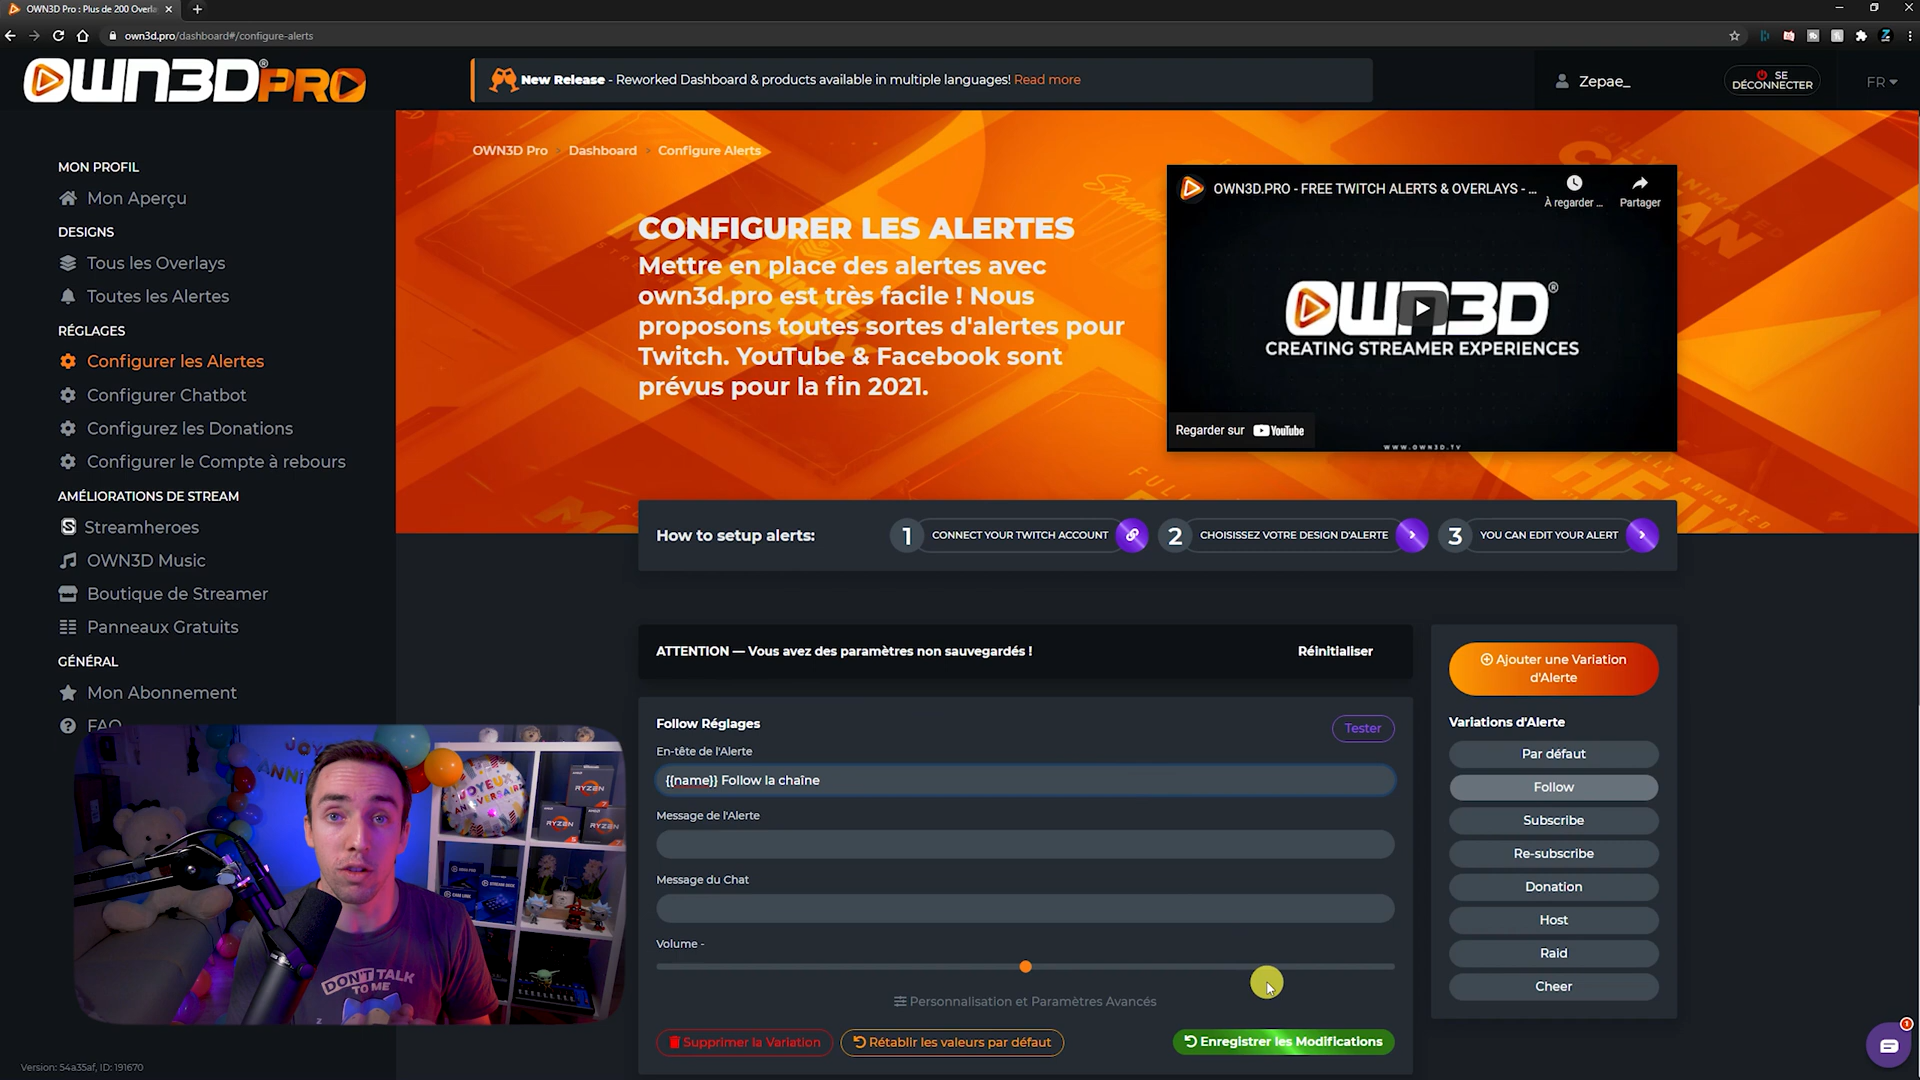 OWN3D Pro : Plus de 200 Overla
own3d.pro/dashboard#/configure-alerts
OWN3D® PRO
New Release - Reworked Dashboard & products available in multiple languages! Read more
Zepae_
SE
DÉCONNECTER
FR
MON PROFIL
Mon Aperçu
DESIGNS
Tous les Overlays
Toutes les Alertes
RÉGLAGES
Configurer les Alertes
Configurer Chatbot
Configurez les Donations
Configurer le Compte à rebours
AMÉLIORATIONS DE STREAM
Streamheroes
OWN3D Music
Boutique de Streamer
Panneaux Gratuits
GÉNÉRAL
Mon Abonnement
FAQ
Version: 54a35af, ID: 191670
OWN3D Pro > Dashboard > Configure Alerts
CONFIGURER LES ALERTES
Mettre en place des alertes avec
own3d.pro est très facile ! Nous
proposons toutes sortes d'alertes pour
Twitch. YouTube & Facebook sont
prévus pour la fin 2021.
OWN3D.PRO - FREE TWITCH ALERTS & OVERLAYS - ...
À regarder ...
Partager
OWN3D®
CREATING STREAMER EXPERIENCES
Regarder sur YouTube
WWW.OWN3D.TV
How to setup alerts:
1 CONNECT YOUR TWITCH ACCOUNT
2 CHOISISSEZ VOTRE DESIGN D'ALERTE
3 YOU CAN EDIT YOUR ALERT
ATTENTION — Vous avez des paramètres non sauvegardés !
Réinitialiser
Follow Réglages
Tester
En-tête de l'Alerte
{{name}} Follow la chaîne
Message de l'Alerte
Message du Chat
Volume -
Personnalisation et Paramètres Avancés
Supprimer la Variation
Rétablir les valeurs par défaut
Enregistrer les Modifications
Ajouter une Variation
d'Alerte
Variations d'Alerte
Par défaut
Follow
Subscribe
Re-subscribe
Donation
Host
Raid
Cheer
1
JOYEUX
ANNI
JOYEUX
ANNIVERSAIRE
RYZEN
RYZEN
RYZEN
DON'T TALK
TO ME